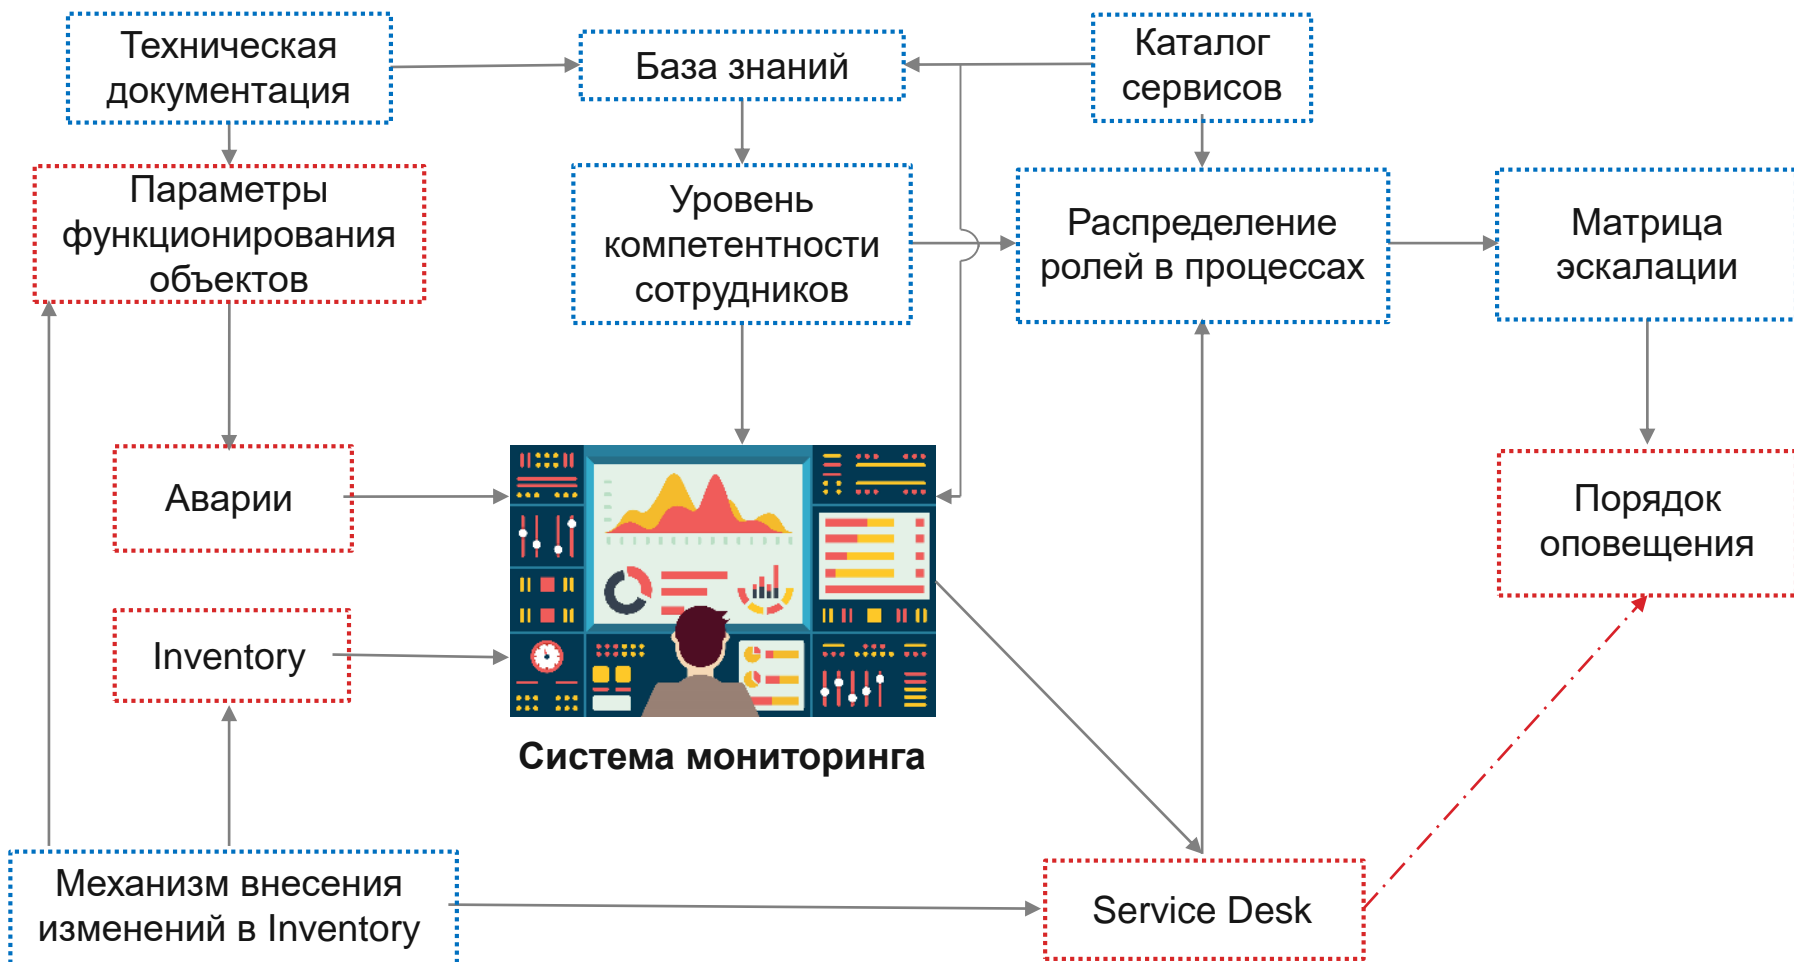 Техническая
документация
База знаний
Каталог
сервисов
Параметры
функционирования
объектов
Уровень
компетентности
сотрудников
Распределение
ролей в процессах
Матрица
эскалации
Аварии
Порядок
оповещения
Inventory
Система мониторинга
Механизм внесения
изменений в Inventory
Service Desk